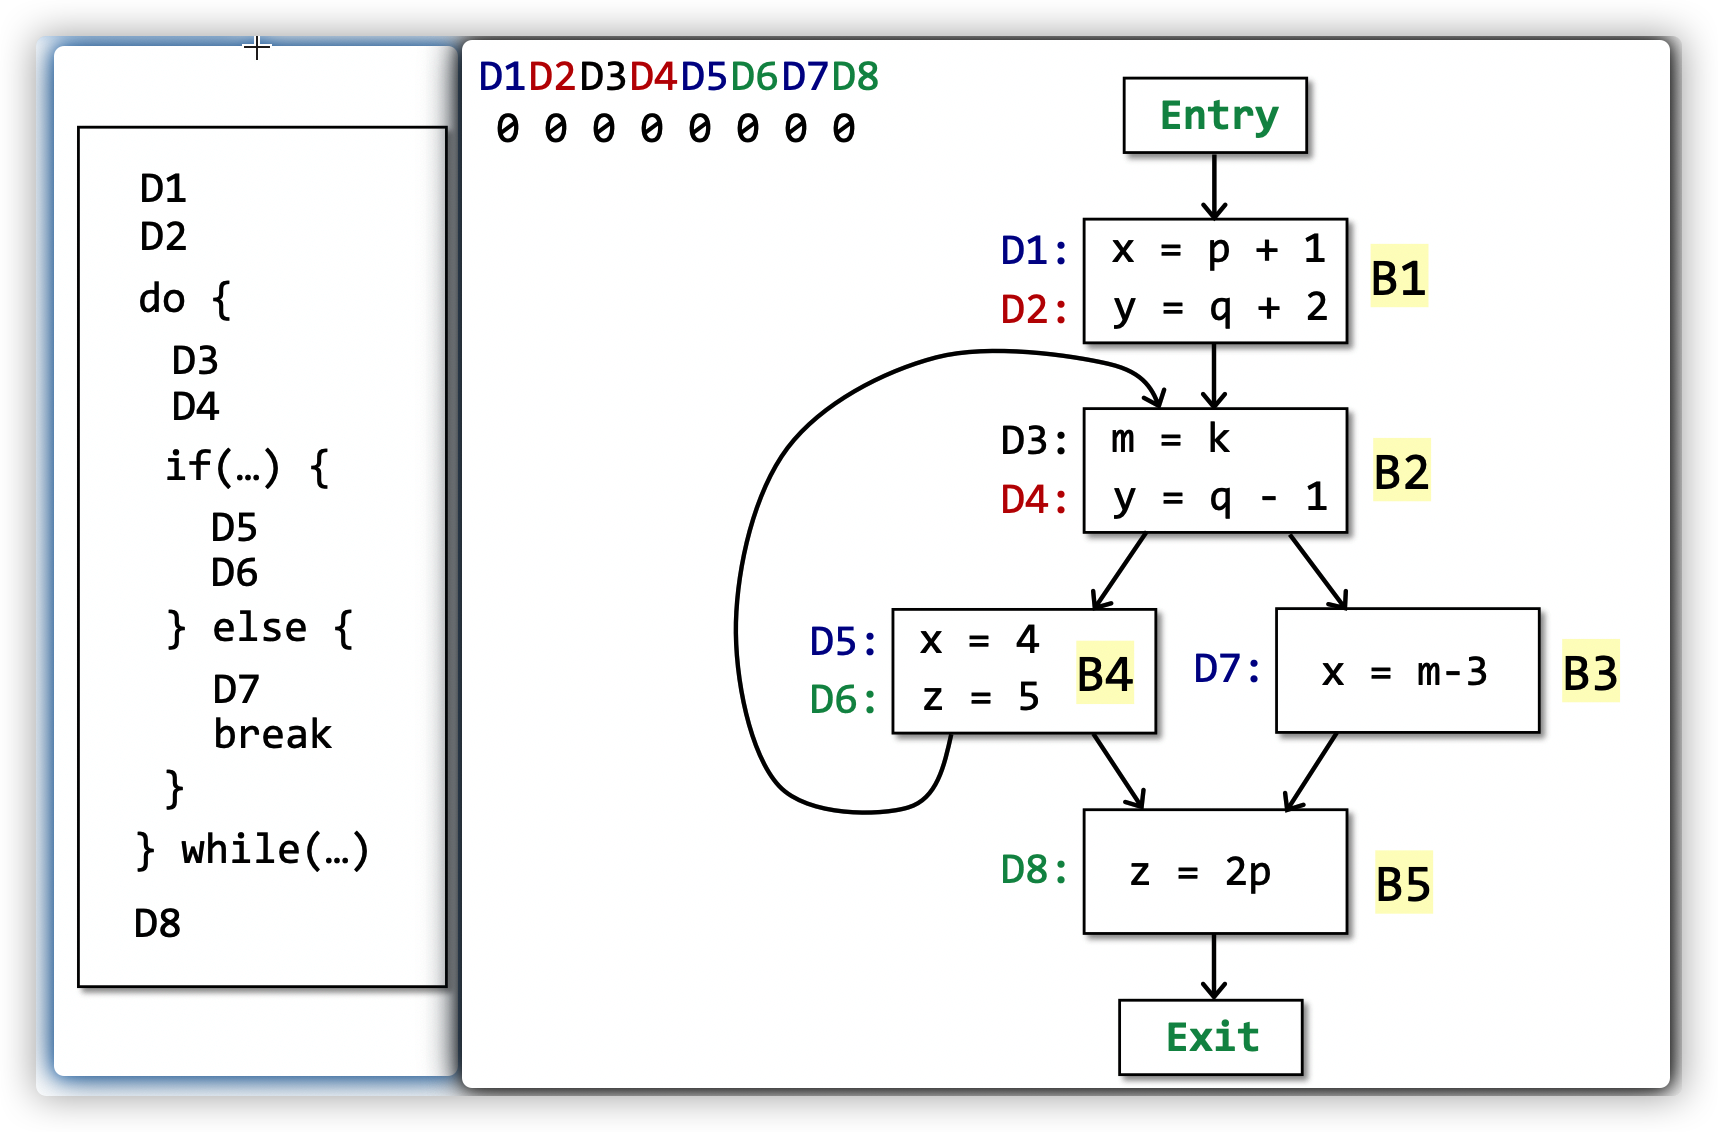 D1
D2
do {
D3
D4
if(…) {
D5
D6
} else {
D7
break
}
} while(…)
D8
D1D2D3D4D5D6D7D8
0 0 0 0 0 0 0 0
Entry
D1: x = p + 1
D2: y = q + 2
B1
D3: m = k
D4: y = q - 1
B2
D5: x = 4
D6: z = 5
B4
D7: x = m-3
B3
D8: z = 2p
B5
Exit